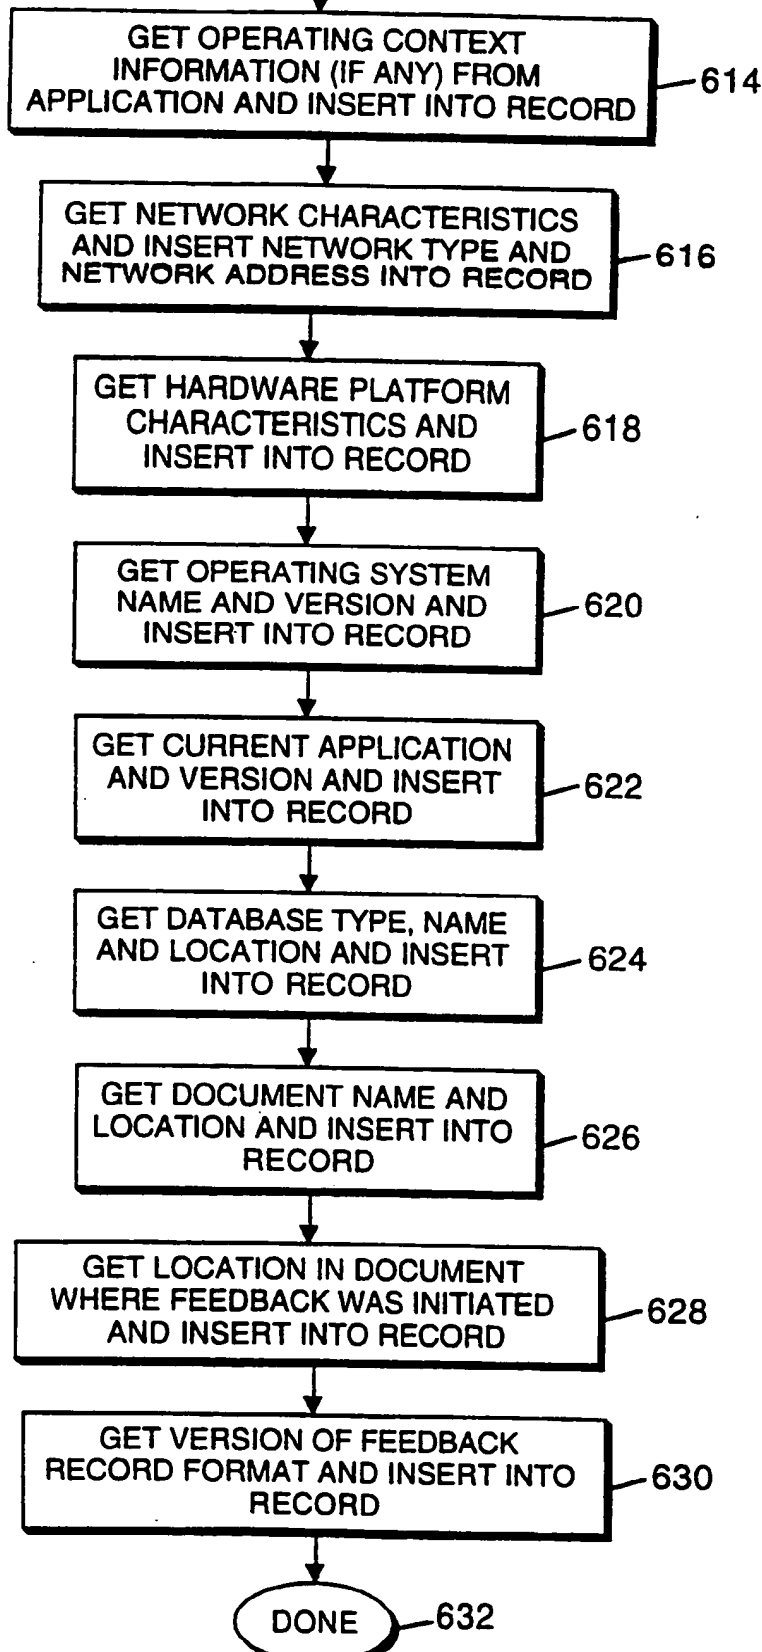 GET OPERATING CONTEXT
INFORMATION (IF ANY) FROM
APPLICATION AND INSERT INTO RECORD
614
GET NETWORK CHARACTERISTICS
AND INSERT NETWORK TYPE AND
NETWORK ADDRESS INTO RECORD
616
GET HARDWARE PLATFORM
CHARACTERISTICS AND
INSERT INTO RECORD
618
GET OPERATING SYSTEM
NAME AND VERSION AND
INSERT INTO RECORD
620
GET CURRENT APPLICATION
AND VERSION AND INSERT
INTO RECORD
622
GET DATABASE TYPE, NAME
AND LOCATION AND INSERT
INTO RECORD
624
GET DOCUMENT NAME AND
LOCATION AND INSERT INTO
RECORD
626
GET LOCATION IN DOCUMENT
WHERE FEEDBACK WAS INITIATED
AND INSERT INTO RECORD
628
GET VERSION OF FEEDBACK
RECORD FORMAT AND INSERT INTO
RECORD
630
DONE
632